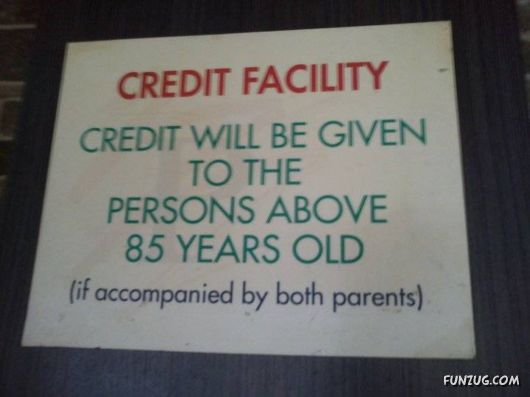 CREDIT FACILITY
CREDIT WILL BE GIVEN
TO THE
PERSONS ABOVE
85 YEARS OLD
(if accompanied by both parents)
FUNZUG.COM